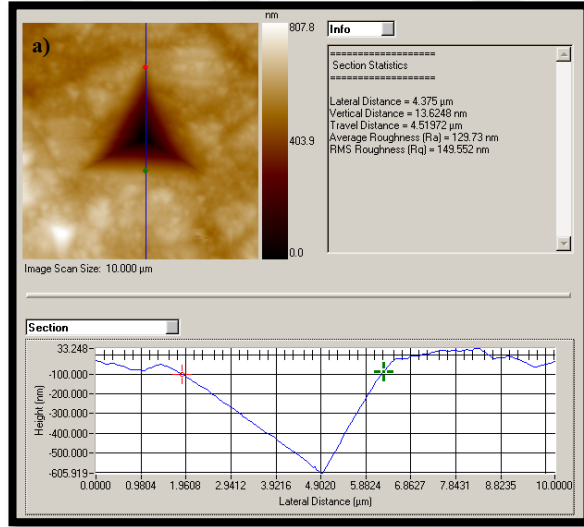 a)
nm
807.8
403.9
0.0
Image Scan Size: 10.000 µm
Info
===================
Section Statistics
===================
Lateral Distance = 4.375 µm
Vertical Distance = 13.6248 nm
Travel Distance = 4.51972 µm
Average Roughness (Ra) = 129.73 nm
RMS Roughness (Rq) = 149.552 nm
Section
Height (nm)
33.248
-100.000
-200.000
-300.000
-400.000
-500.000
-605.919
0.0000 0.9804 1.9608 2.9412 3.9216 4.9020 5.8824 6.8627 7.8431 8.8235 10.0000
Lateral Distance (µm)